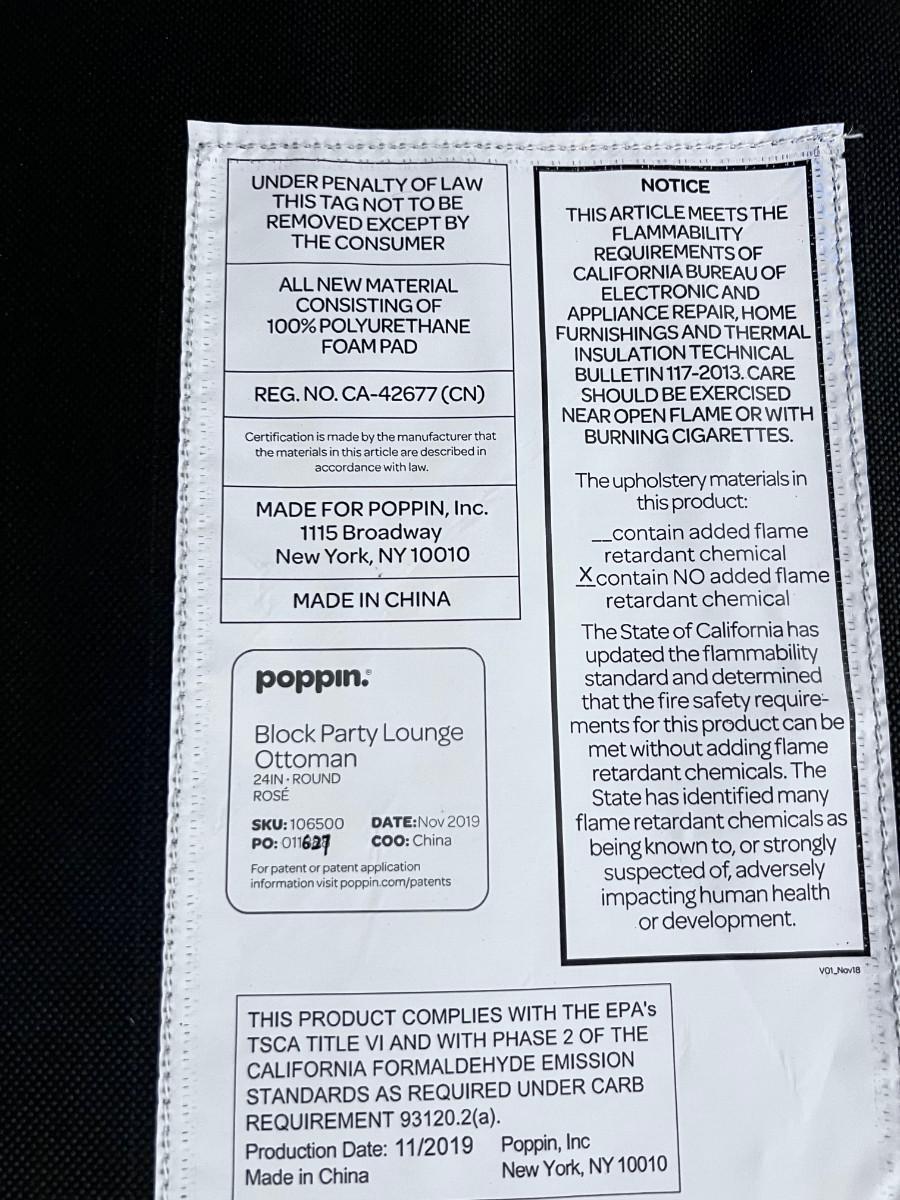 UNDER PENALTY OF LAW
THIS TAG NOT TO BE
REMOVED EXCEPT BY
THE CONSUMER
ALL NEW MATERIAL
CONSISTING OF
100% POLYURETHANE
FOAM PAD
REG. NO. CA-42677 (CN)
Certification is made by the manufacturer that
the materials in this article are described in
accordance with law.
MADE FOR POPPIN, Inc.
1115 Broadway
New York, NY 10010
MADE IN CHINA
poppin.®
Block Party Lounge
Ottoman
24IN · ROUND
ROSÉ
SKU: 106500 DATE: Nov 2019
PO: 011627 COO: China
For patent or patent application
information visit poppin.com/patents
NOTICE
THIS ARTICLE MEETS THE
FLAMMABILITY
REQUIREMENTS OF
CALIFORNIA BUREAU OF
ELECTRONIC AND
APPLIANCE REPAIR, HOME
FURNISHINGS AND THERMAL
INSULATION TECHNICAL
BULLETIN 117-2013. CARE
SHOULD BE EXERCISED
NEAR OPEN FLAME OR WITH
BURNING CIGARETTES.
The upholstery materials in
this product:
__contain added flame
retardant chemical
X contain NO added flame
retardant chemical
The State of California has
updated the flammability
standard and determined
that the fire safety require-
ments for this product can be
met without adding flame
retardant chemicals. The
State has identified many
flame retardant chemicals as
being known to, or strongly
suspected of, adversely
impacting human health
or development.
V01_Nov18
THIS PRODUCT COMPLIES WITH THE EPA's
TSCA TITLE VI AND WITH PHASE 2 OF THE
CALIFORNIA FORMALDEHYDE EMISSION
STANDARDS AS REQUIRED UNDER CARB
REQUIREMENT 93120.2(a).
Production Date: 11/2019 Poppin, Inc
Made in China New York, NY 10010